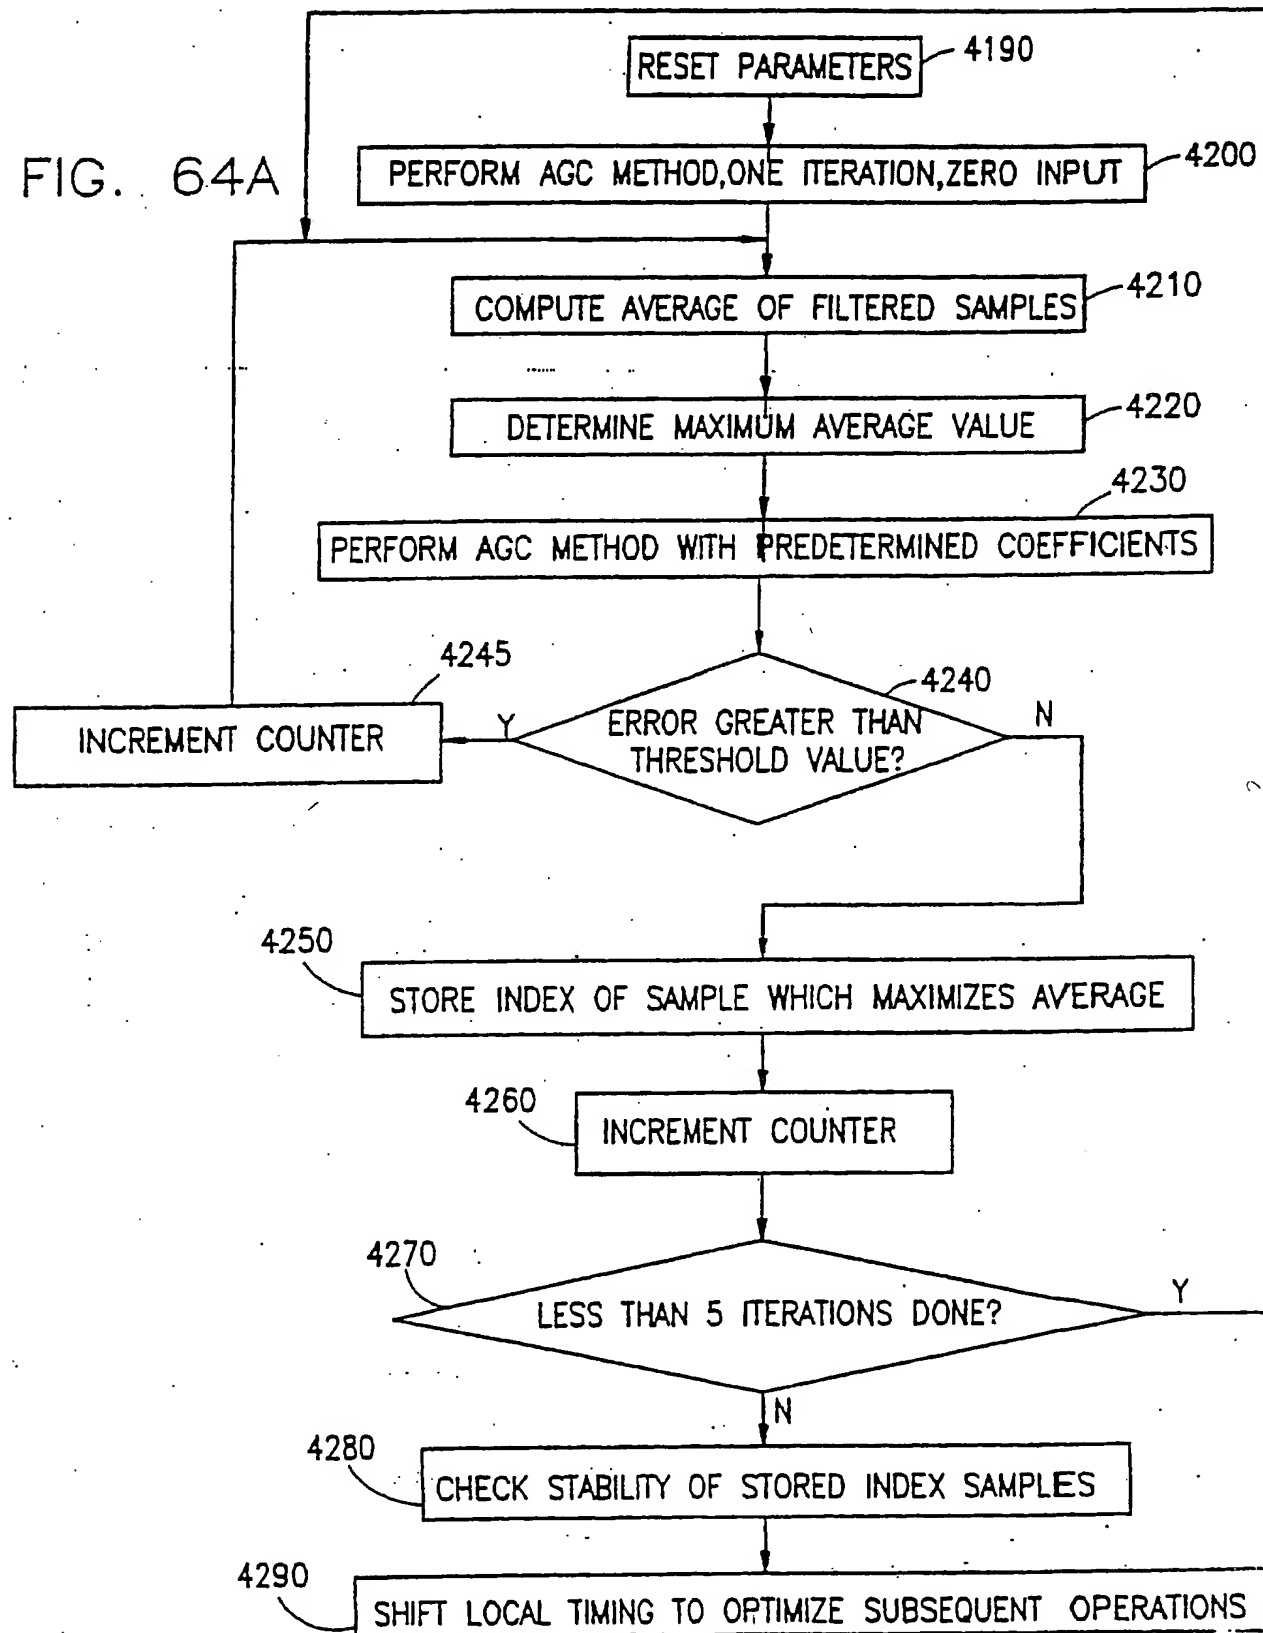 RESET PARAMETERS
4190
FIG. 64A
PERFORM AGC METHOD,ONE ITERATION,ZERO INPUT
4200
COMPUTE AVERAGE OF FILTERED SAMPLES
4210
DETERMINE MAXIMUM AVERAGE VALUE
4220
4230
PERFORM AGC METHOD WITH PREDETERMINED COEFFICIENTS
4245
INCREMENT COUNTER
Y
4240
ERROR GREATER THAN
THRESHOLD VALUE?
N
4250
STORE INDEX OF SAMPLE WHICH MAXIMIZES AVERAGE
4260
INCREMENT COUNTER
4270
LESS THAN 5 ITERATIONS DONE?
Y
N
4280
CHECK STABILITY OF STORED INDEX SAMPLES
4290
SHIFT LOCAL TIMING TO OPTIMIZE SUBSEQUENT OPERATIONS